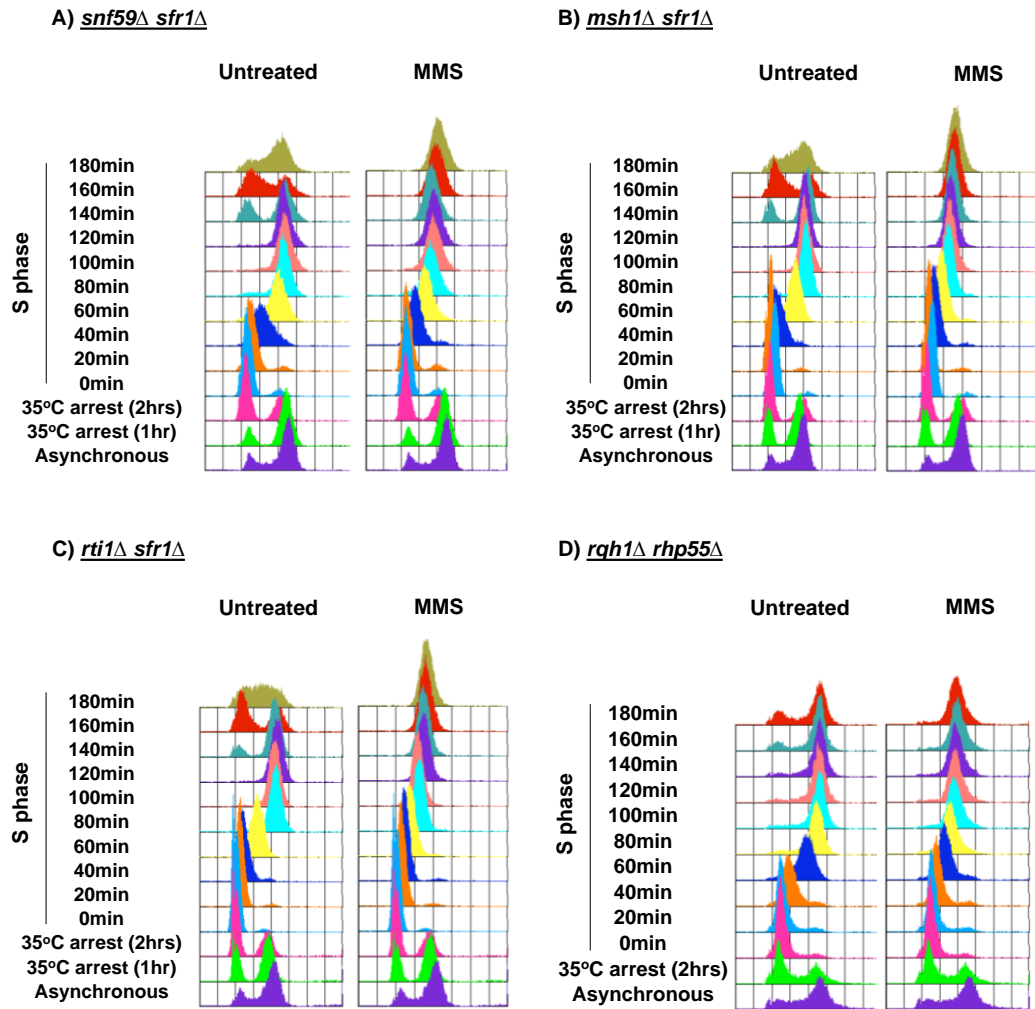 A) snf59Δ sfr1Δ
Untreated
MMS
S phase
180min
160min
140min
120min
100min
80min
60min
40min
20min
0min
35ºC arrest (2hrs)
35ºC arrest (1hr)
Asynchronous
B) msh1Δ sfr1Δ
Untreated
MMS
S phase
180min
160min
140min
120min
100min
80min
60min
40min
20min
0min
35ºC arrest (2hrs)
35ºC arrest (1hr)
Asynchronous
C) rti1Δ sfr1Δ
Untreated
MMS
S phase
180min
160min
140min
120min
100min
80min
60min
40min
20min
0min
35ºC arrest (2hrs)
35ºC arrest (1hr)
Asynchronous
D) rqh1Δ rhp55Δ
Untreated
MMS
S phase
180min
160min
140min
120min
100min
80min
60min
40min
20min
0min
35ºC arrest (2hrs)
Asynchronous